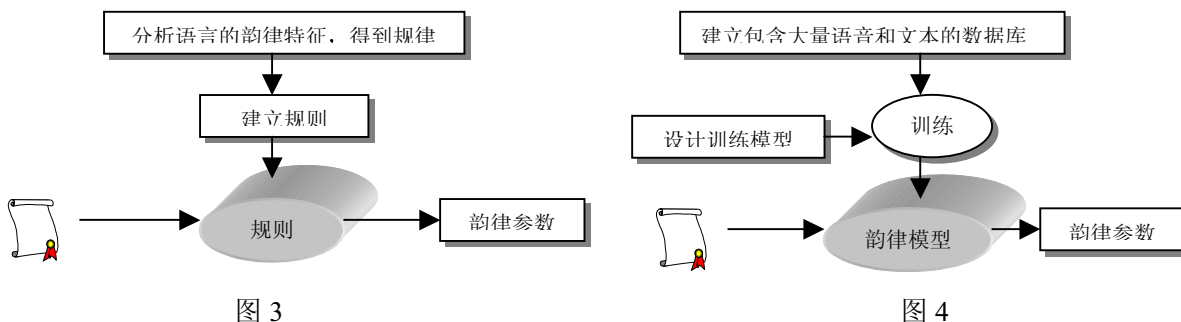 分析语言的韵律特征，得到规律
建立规则
规则
韵律参数
图 3
建立包含大量语音和文本的数据库
设计训练模型
训练
韵律模型
韵律参数
图 4